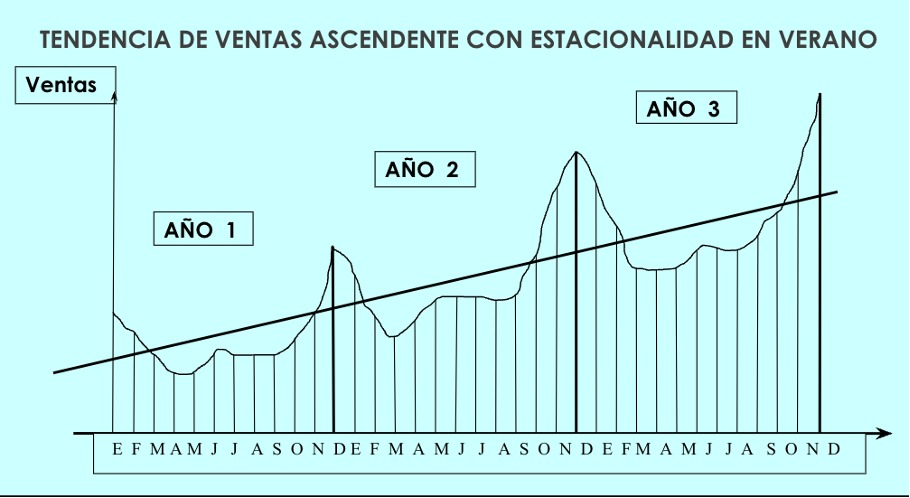 TENDENCIA DE VENTAS ASCENDENTE CON ESTACIONALIDAD EN VERANO
Ventas
AÑO 3
AÑO 2
AÑO 1
E F M A M J J A S O N D E F M A M J J A S O N D E F M A M J J A S O N D